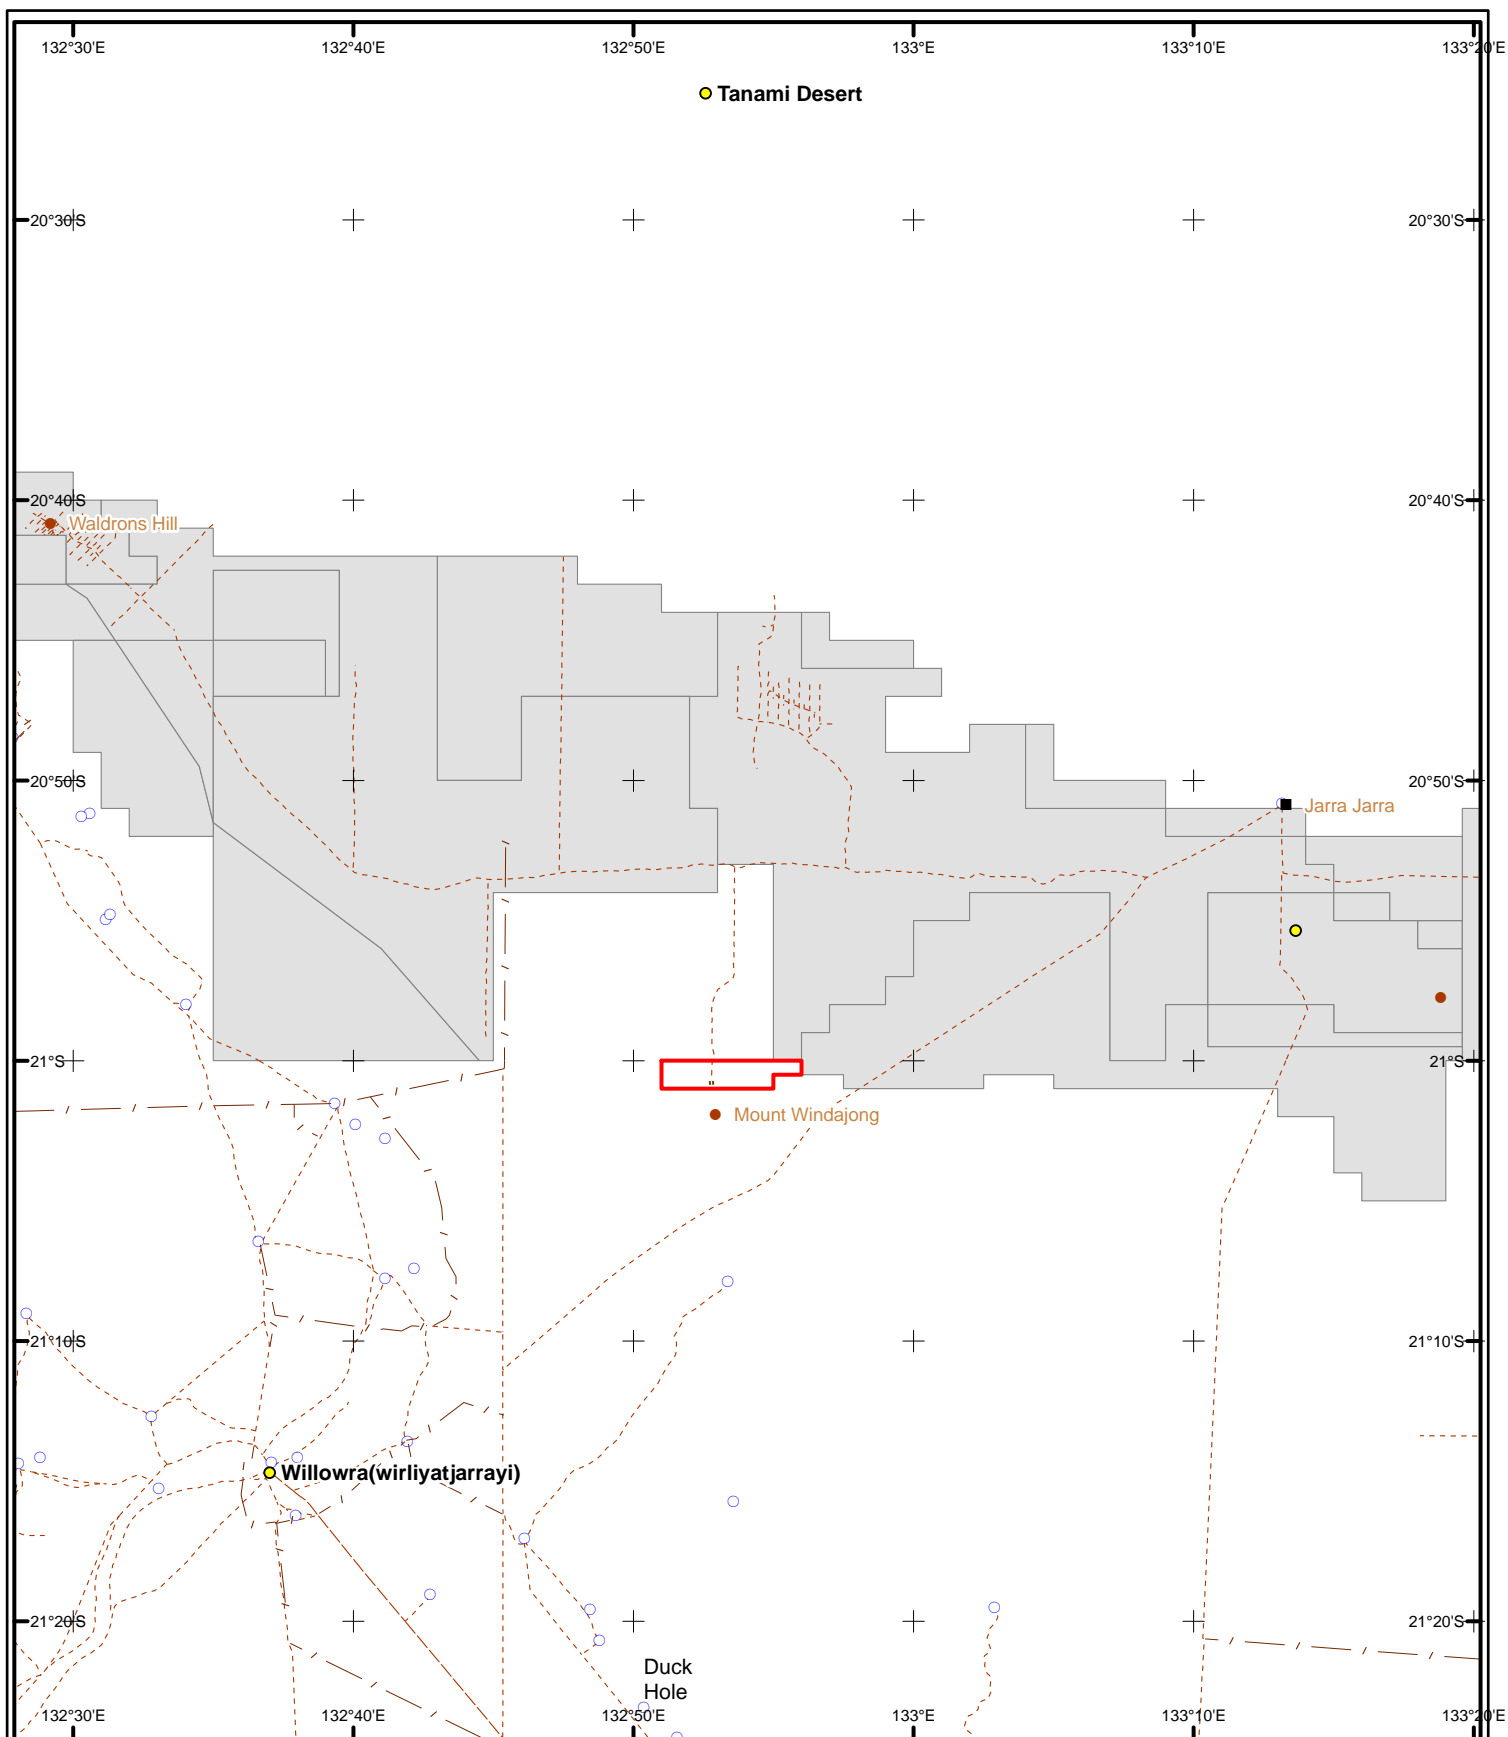 132°30'E 132°40'E 132°50'E 133°E 133°10'E 133°20'E
Tanami Desert
20°30'S 20°30'S
20°40'S 20°40'S
Waldrons Hill
20°50'S 20°50'S
Jarra Jarra
21°S 21°S
Mount Windajong
21°10'S 21°10'S
Willowra(wirliyatjarrayi)
21°20'S 21°20'S
Duck
Hole
132°30'E 132°40'E 132°50'E 133°E 133°10'E 133°20'E